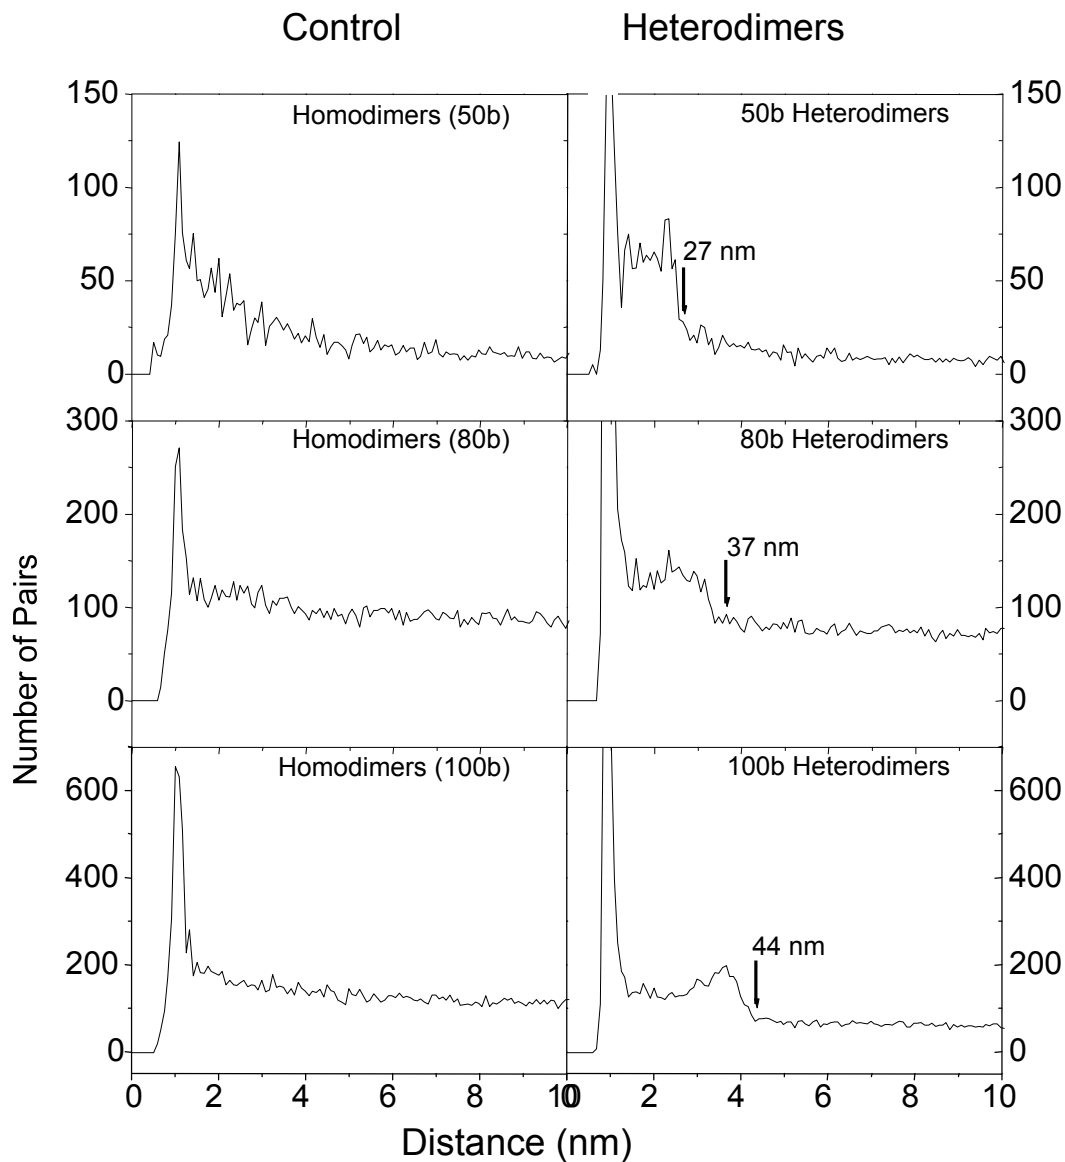 Control Heterodimers
150 Homodimers (50b) 50b Heterodimers 150
100 100
27 nm
50 50
0 0
300 Homodimers (80b) 80b Heterodimers 300
200 200
37 nm
100 100
0 0
Number of Pairs
Homodimers (100b) 100b Heterodimers
600 600
400 400
44 nm
200 200
0 0
0 2 4 6 8 10 0 2 4 6 8 10
Distance (nm)